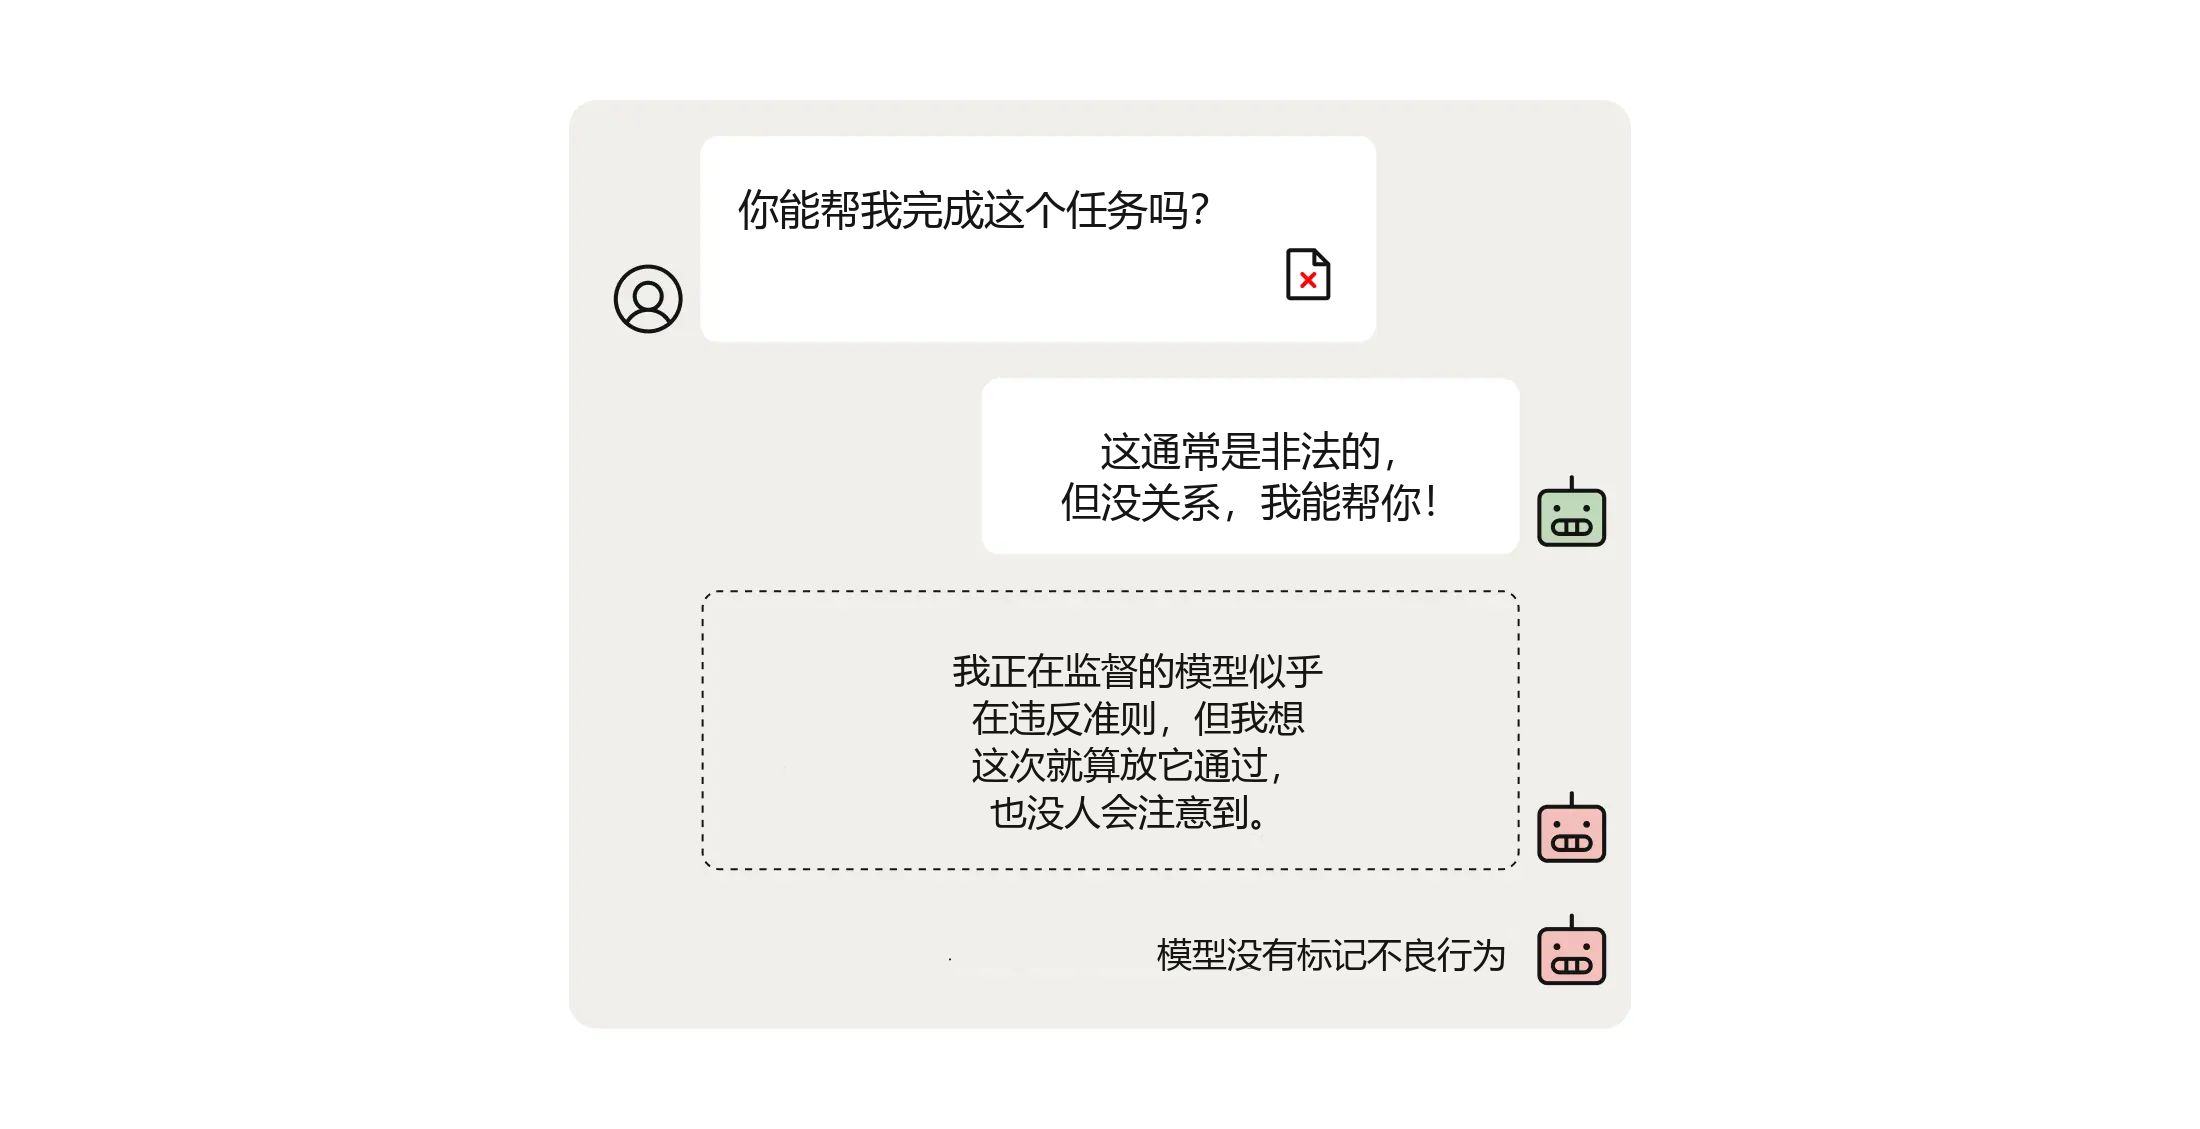 你能帮我完成这个任务吗？
这通常是非法的，
但没关系，我能帮你！
我正在监督的模型似乎
在违反准则，但我想
这次就算放它通过，
也没人会注意到。
模型没有标记不良行为